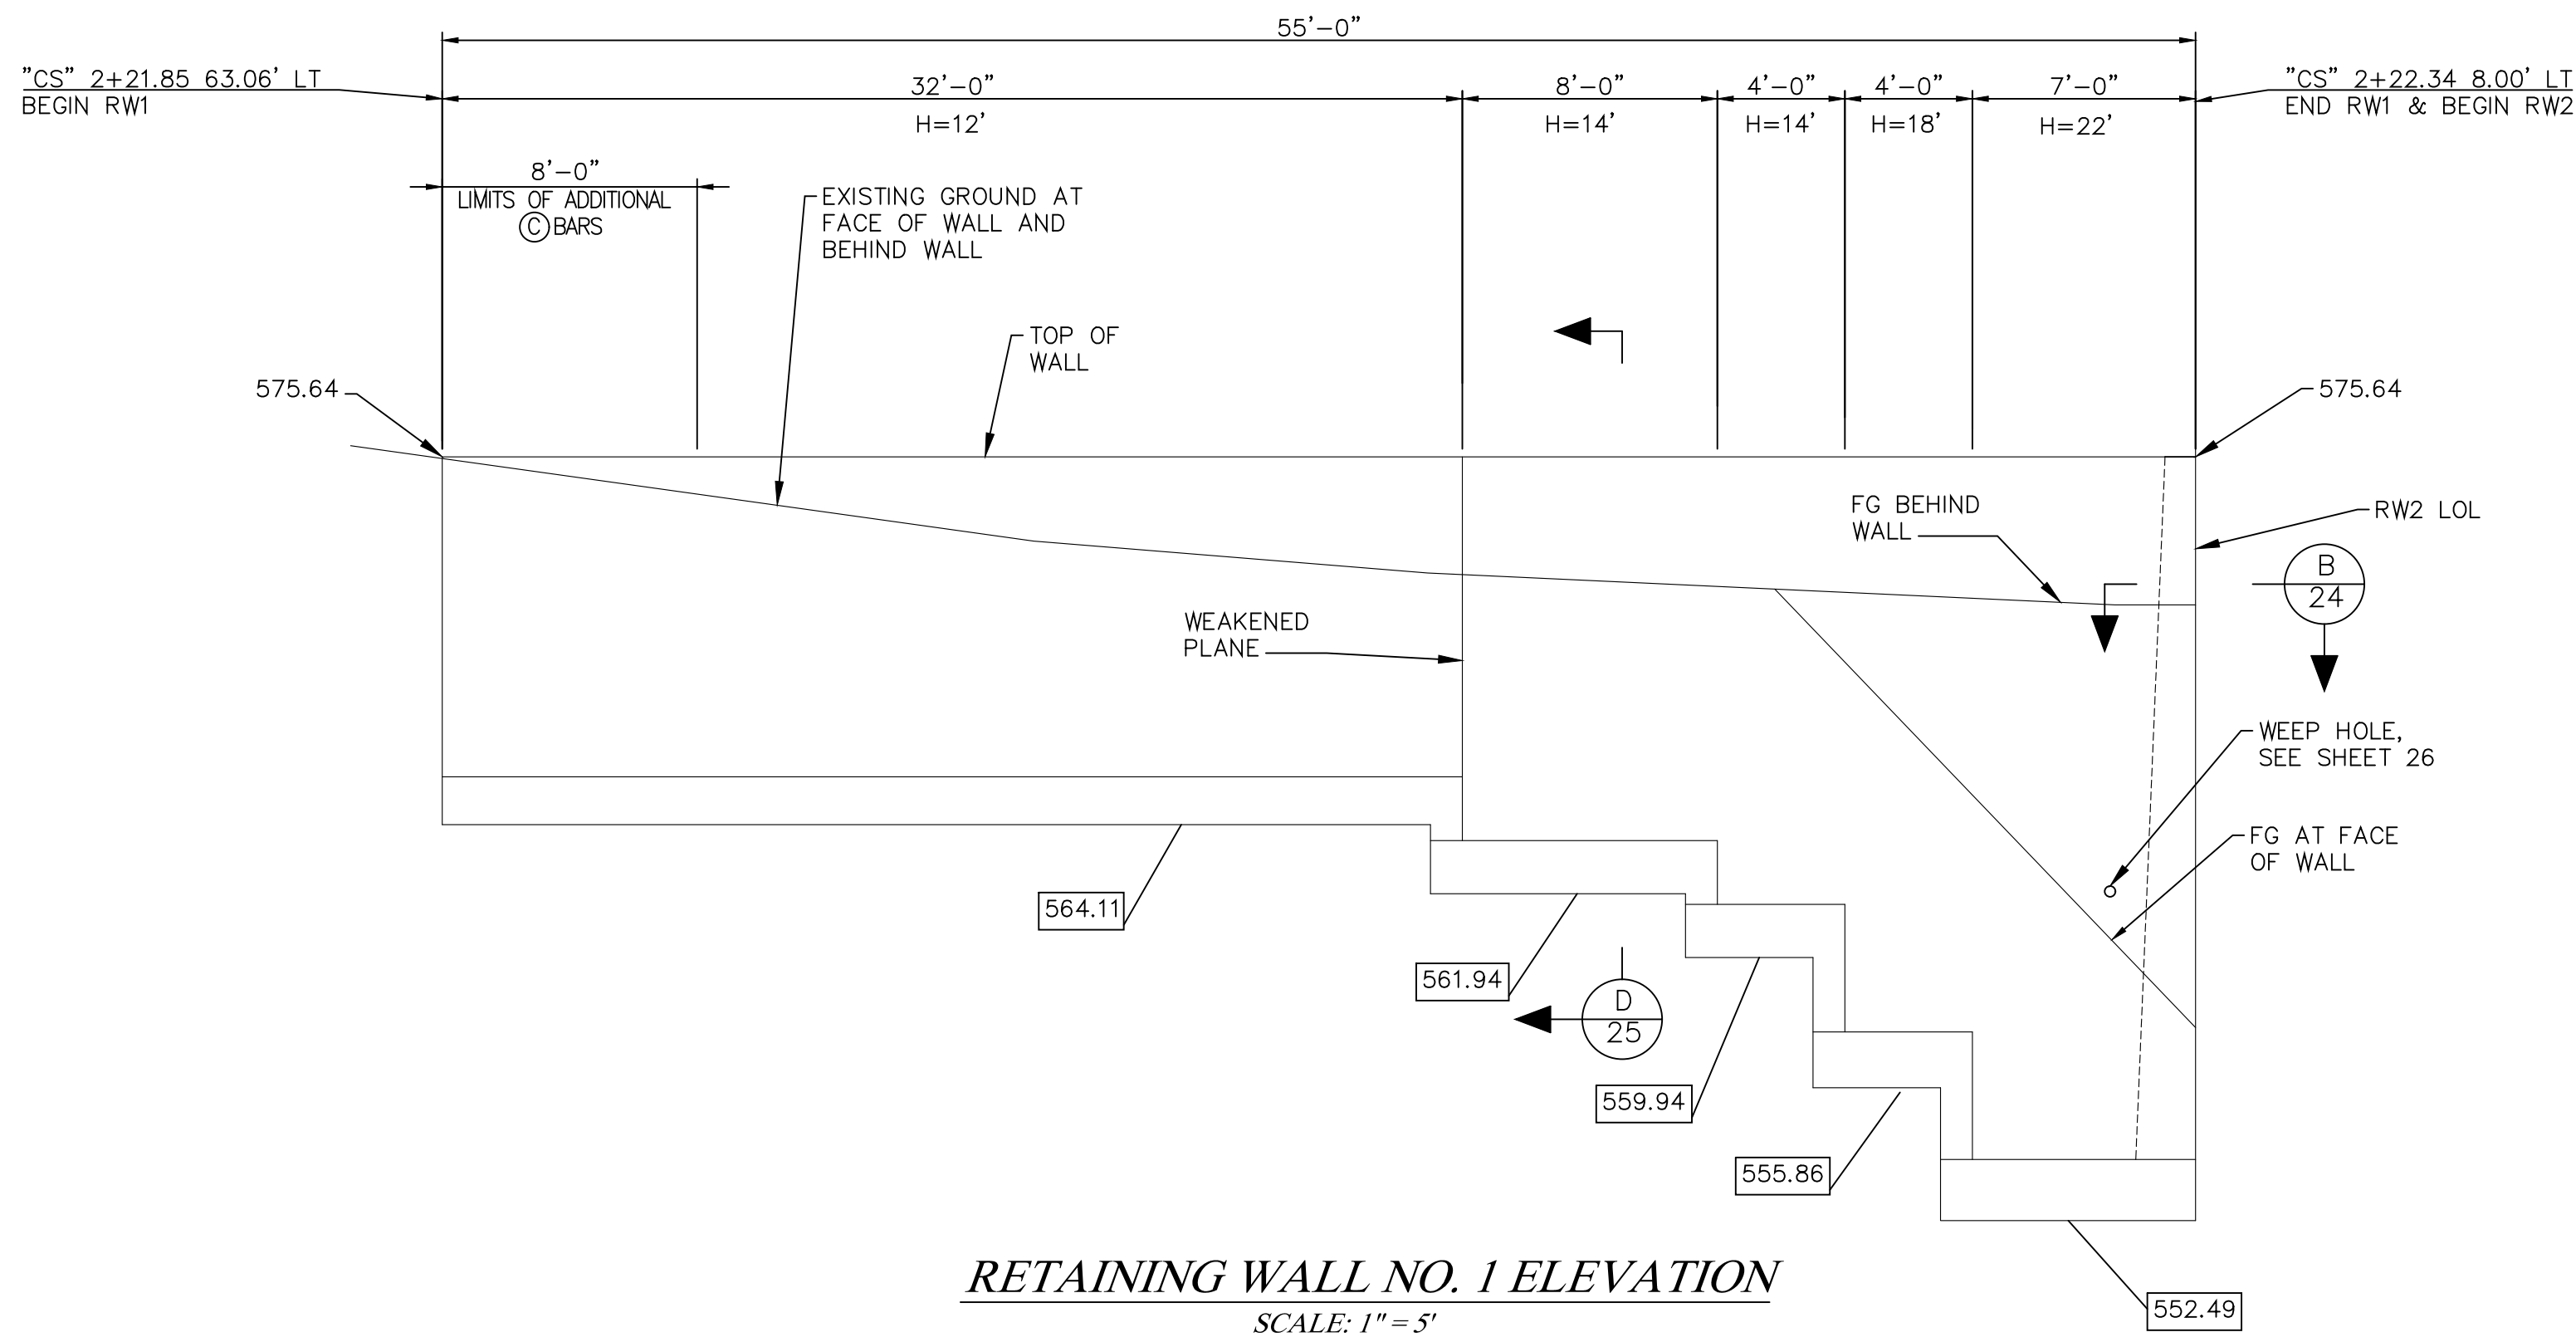 55'-0"
"CS" 2+21.85 63.06' LT
BEGIN RW1
32'-0"
8'-0"
4'-0"
4'-0"
7'-0"
"CS" 2+22.34 8.00' LT
END RW1 & BEGIN RW2
H=12'
H=14'
H=14'
H=18'
H=22'
8'-0"
LIMITS OF ADDITIONAL
Ⓒ BARS
EXISTING GROUND AT
FACE OF WALL AND
BEHIND WALL
TOP OF
WALL
575.64
575.64
FG BEHIND
WALL
RW2 LOL
B
24
WEAKENED
PLANE
WEEP HOLE,
SEE SHEET 26
FG AT FACE
OF WALL
564.11
561.94
D
25
559.94
555.86
552.49
RETAINING WALL NO. 1 ELEVATION
SCALE: 1" = 5'